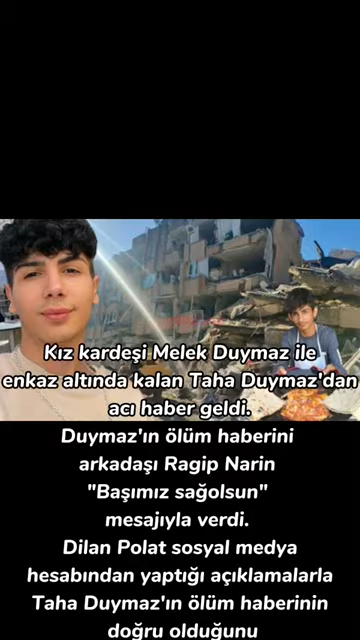 Kız kardeşi Melek Duymaz ile
enkaz altında kalan Taha Duymaz'dan
acı haber geldi.
Duymaz'ın ölüm haberini
arkadaşı Ragip Narin
"Başımız sağolsun"
mesajıyla verdi.
Dilan Polat sosyal medya
hesabından yaptığı açıklamalarla
Taha Duymaz'ın ölüm haberinin
doğru olduğunu